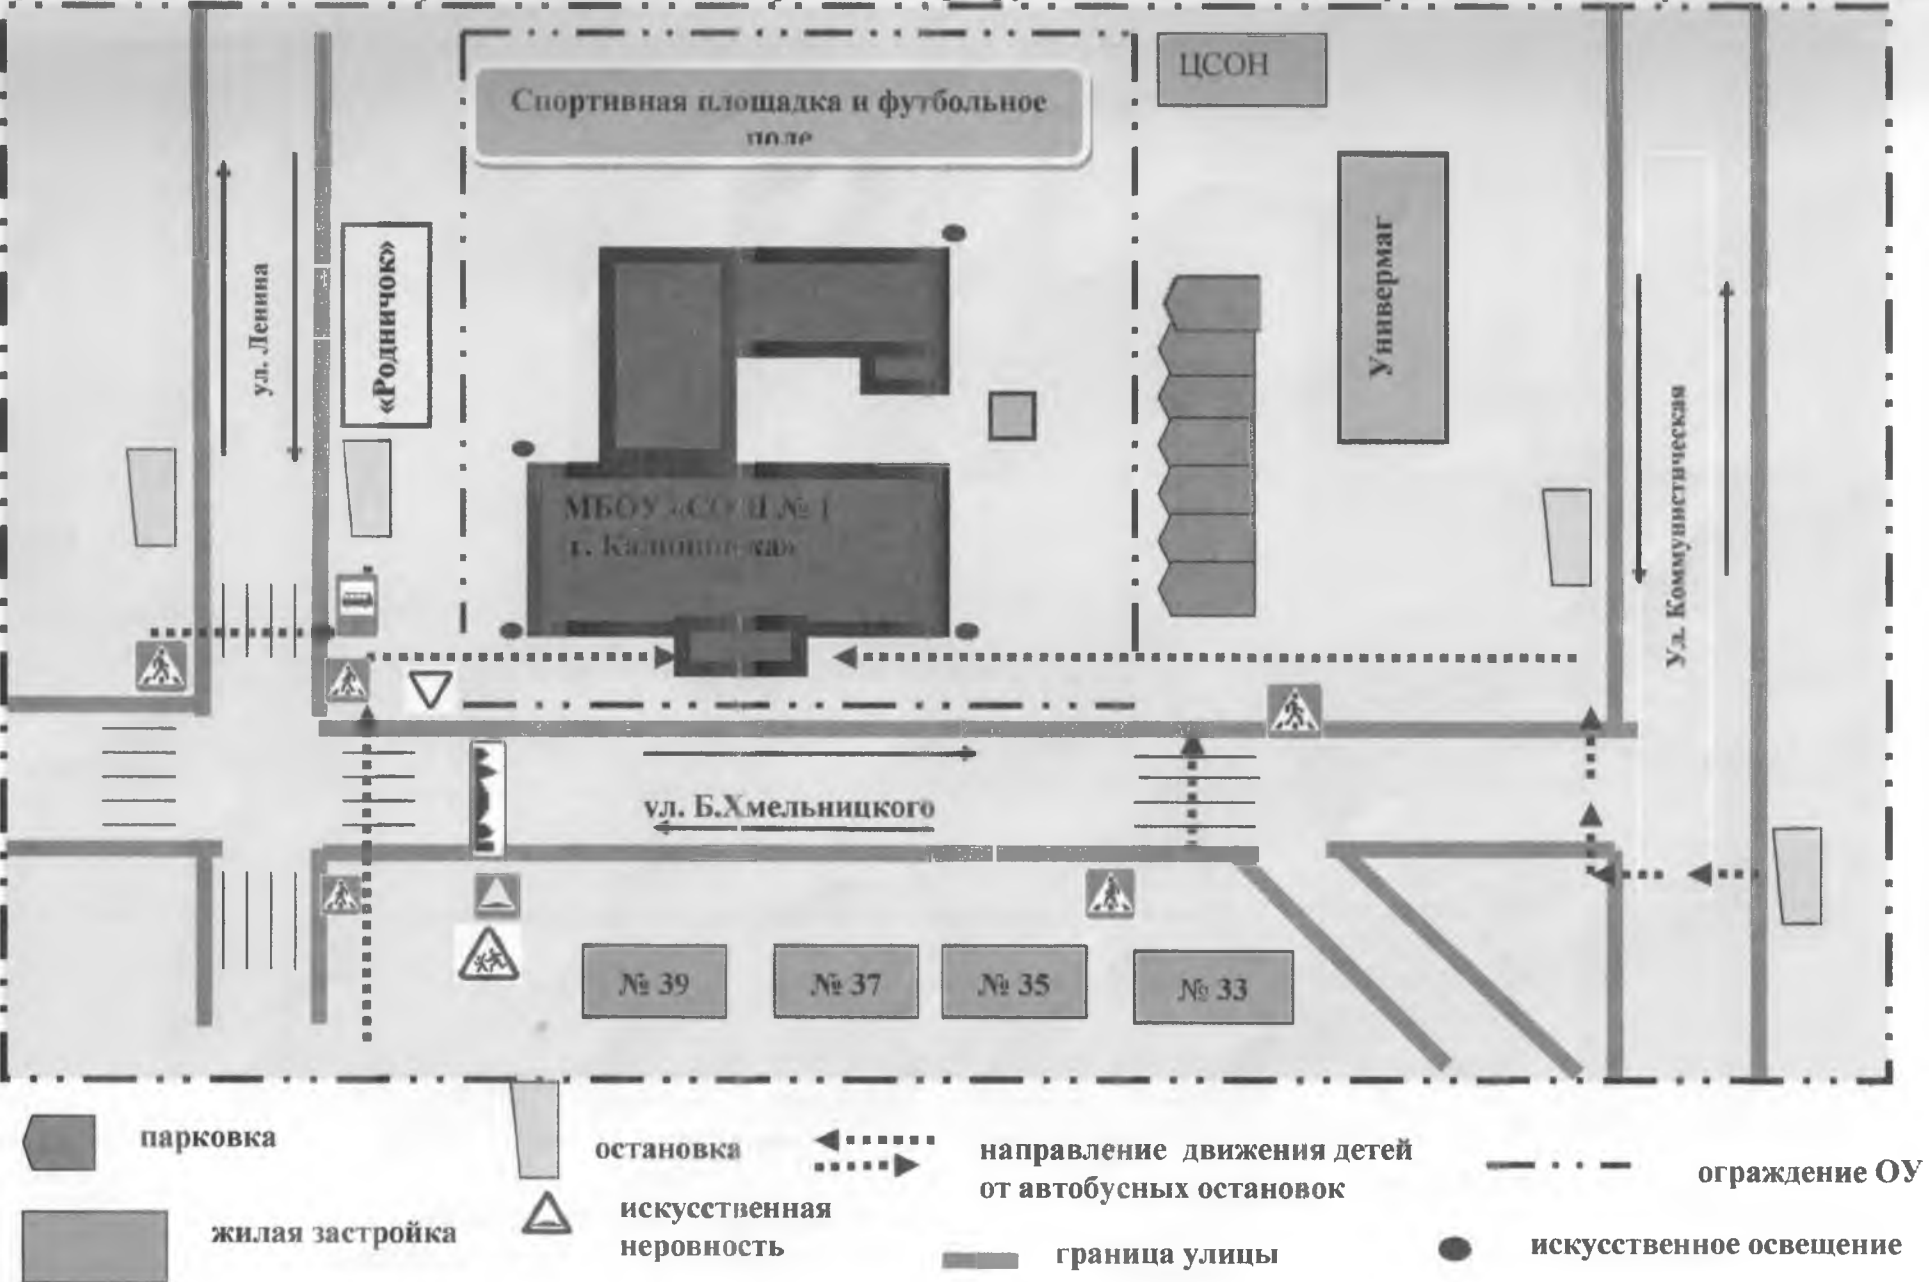 ЦСОН
Спортивная площадка и футбольное
поле
ул. Ленина
«Родничок»
Универмаг
Ул. Коммунистическая
МБОУ «СОШ № 1
г.
ул. Б.Хмельницкого
№ 39
№ 37
№ 35
№ 33
парковка
остановка
направление движения детей
от автобусных остановок
ограждение ОУ
жилая застройка
искусственная
неровность
граница улицы
искусственное освещение